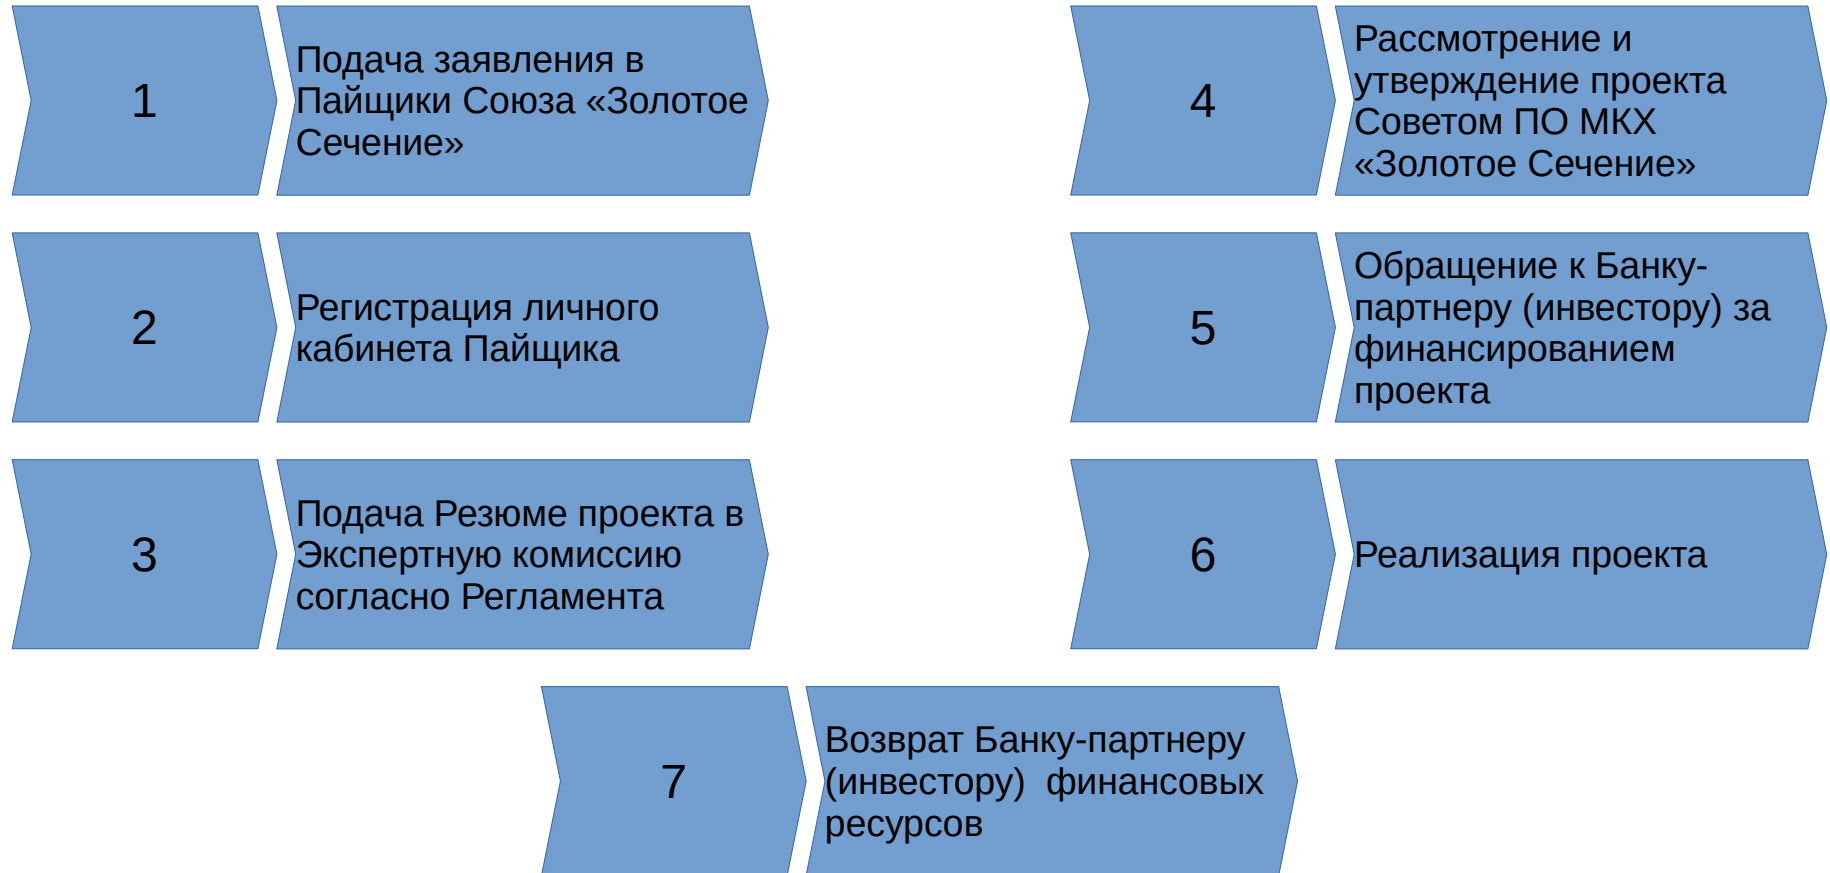 1
Подача заявления в
Пайщики Союза «Золотое
Сечение»
2
Регистрация личного
кабинета Пайщика
3
Подача Резюме проекта в
Экспертную комиссию
согласно Регламента
4
Рассмотрение и
утверждение проекта
Советом ПО МКХ
«Золотое Сечение»
5
Обращение к Банку-
партнеру (инвестору) за
финансированием
проекта
6
Реализация проекта
7
Возврат Банку-партнеру
(инвестору)  финансовых
ресурсов